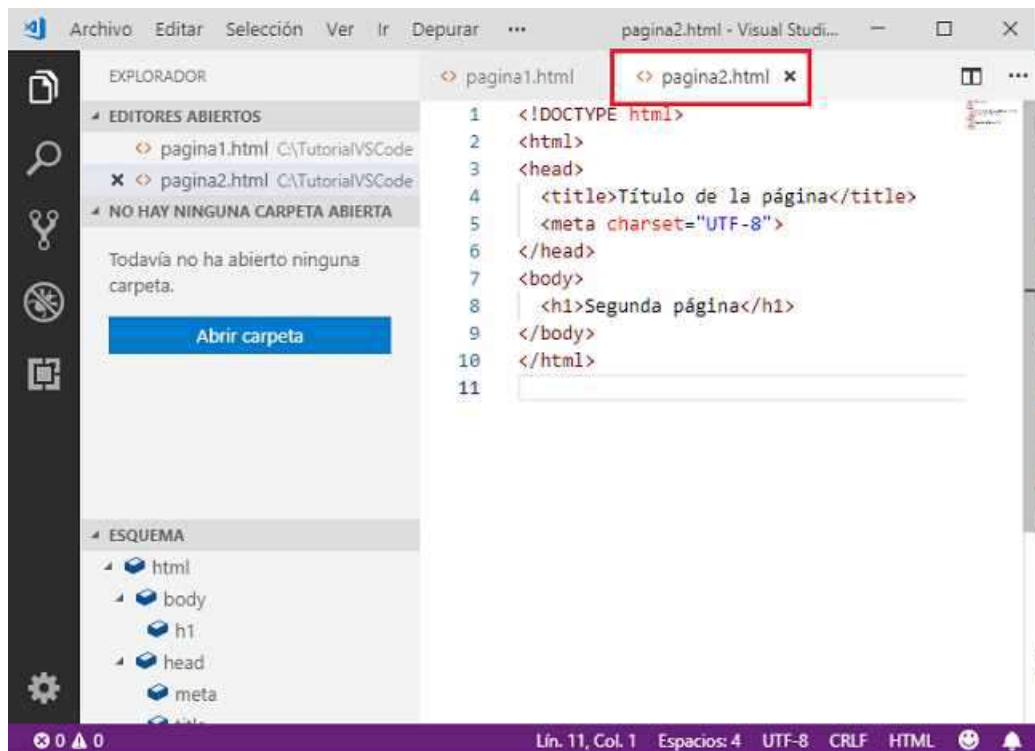 Archivo Editar Selección Ver Ir Depurar ··· pagina2.html - Visual Studi...
EXPLORADOR
EDITORES ABIERTOS
pagina1.html C:\TutorialVSCode
pagina2.html C:\TutorialVSCode
NO HAY NINGUNA CARPETA ABIERTA
Todavía no ha abierto ninguna
carpeta.
Abrir carpeta
ESQUEMA
html
body
h1
head
meta
pagina1.html pagina2.html
1 <!DOCTYPE html>
2 <html>
3 <head>
4 <title>Título de la página</title>
5 <meta charset="UTF-8">
6 </head>
7 <body>
8 <h1>Segunda página</h1>
9 </body>
10 </html>
11
0 0 Lín. 11, Col. 1 Espacios: 4 UTF-8 CRLF HTML